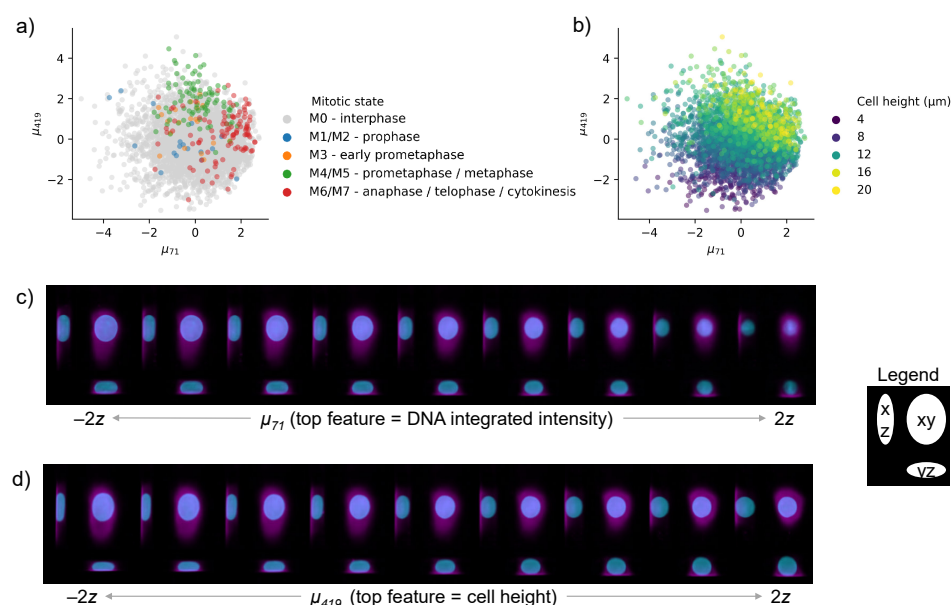 a)
4
2
0
−2
μ419
−4
−2
0
2
μ71
Mitotic state
M0 - interphase
M1/M2 - prophase
M3 - early prometaphase
M4/M5 - prometaphase / metaphase
M6/M7 - anaphase / telophase / cytokinesis
b)
4
2
0
−2
μ419
−4
−2
0
2
μ71
Cell height (μm)
4
8
12
16
20
c)
–2z
μ71 (top feature = DNA integrated intensity)
2z
Legend
x
z
xy
yz
d)
–2z
μ419 (top feature = cell height)
2z